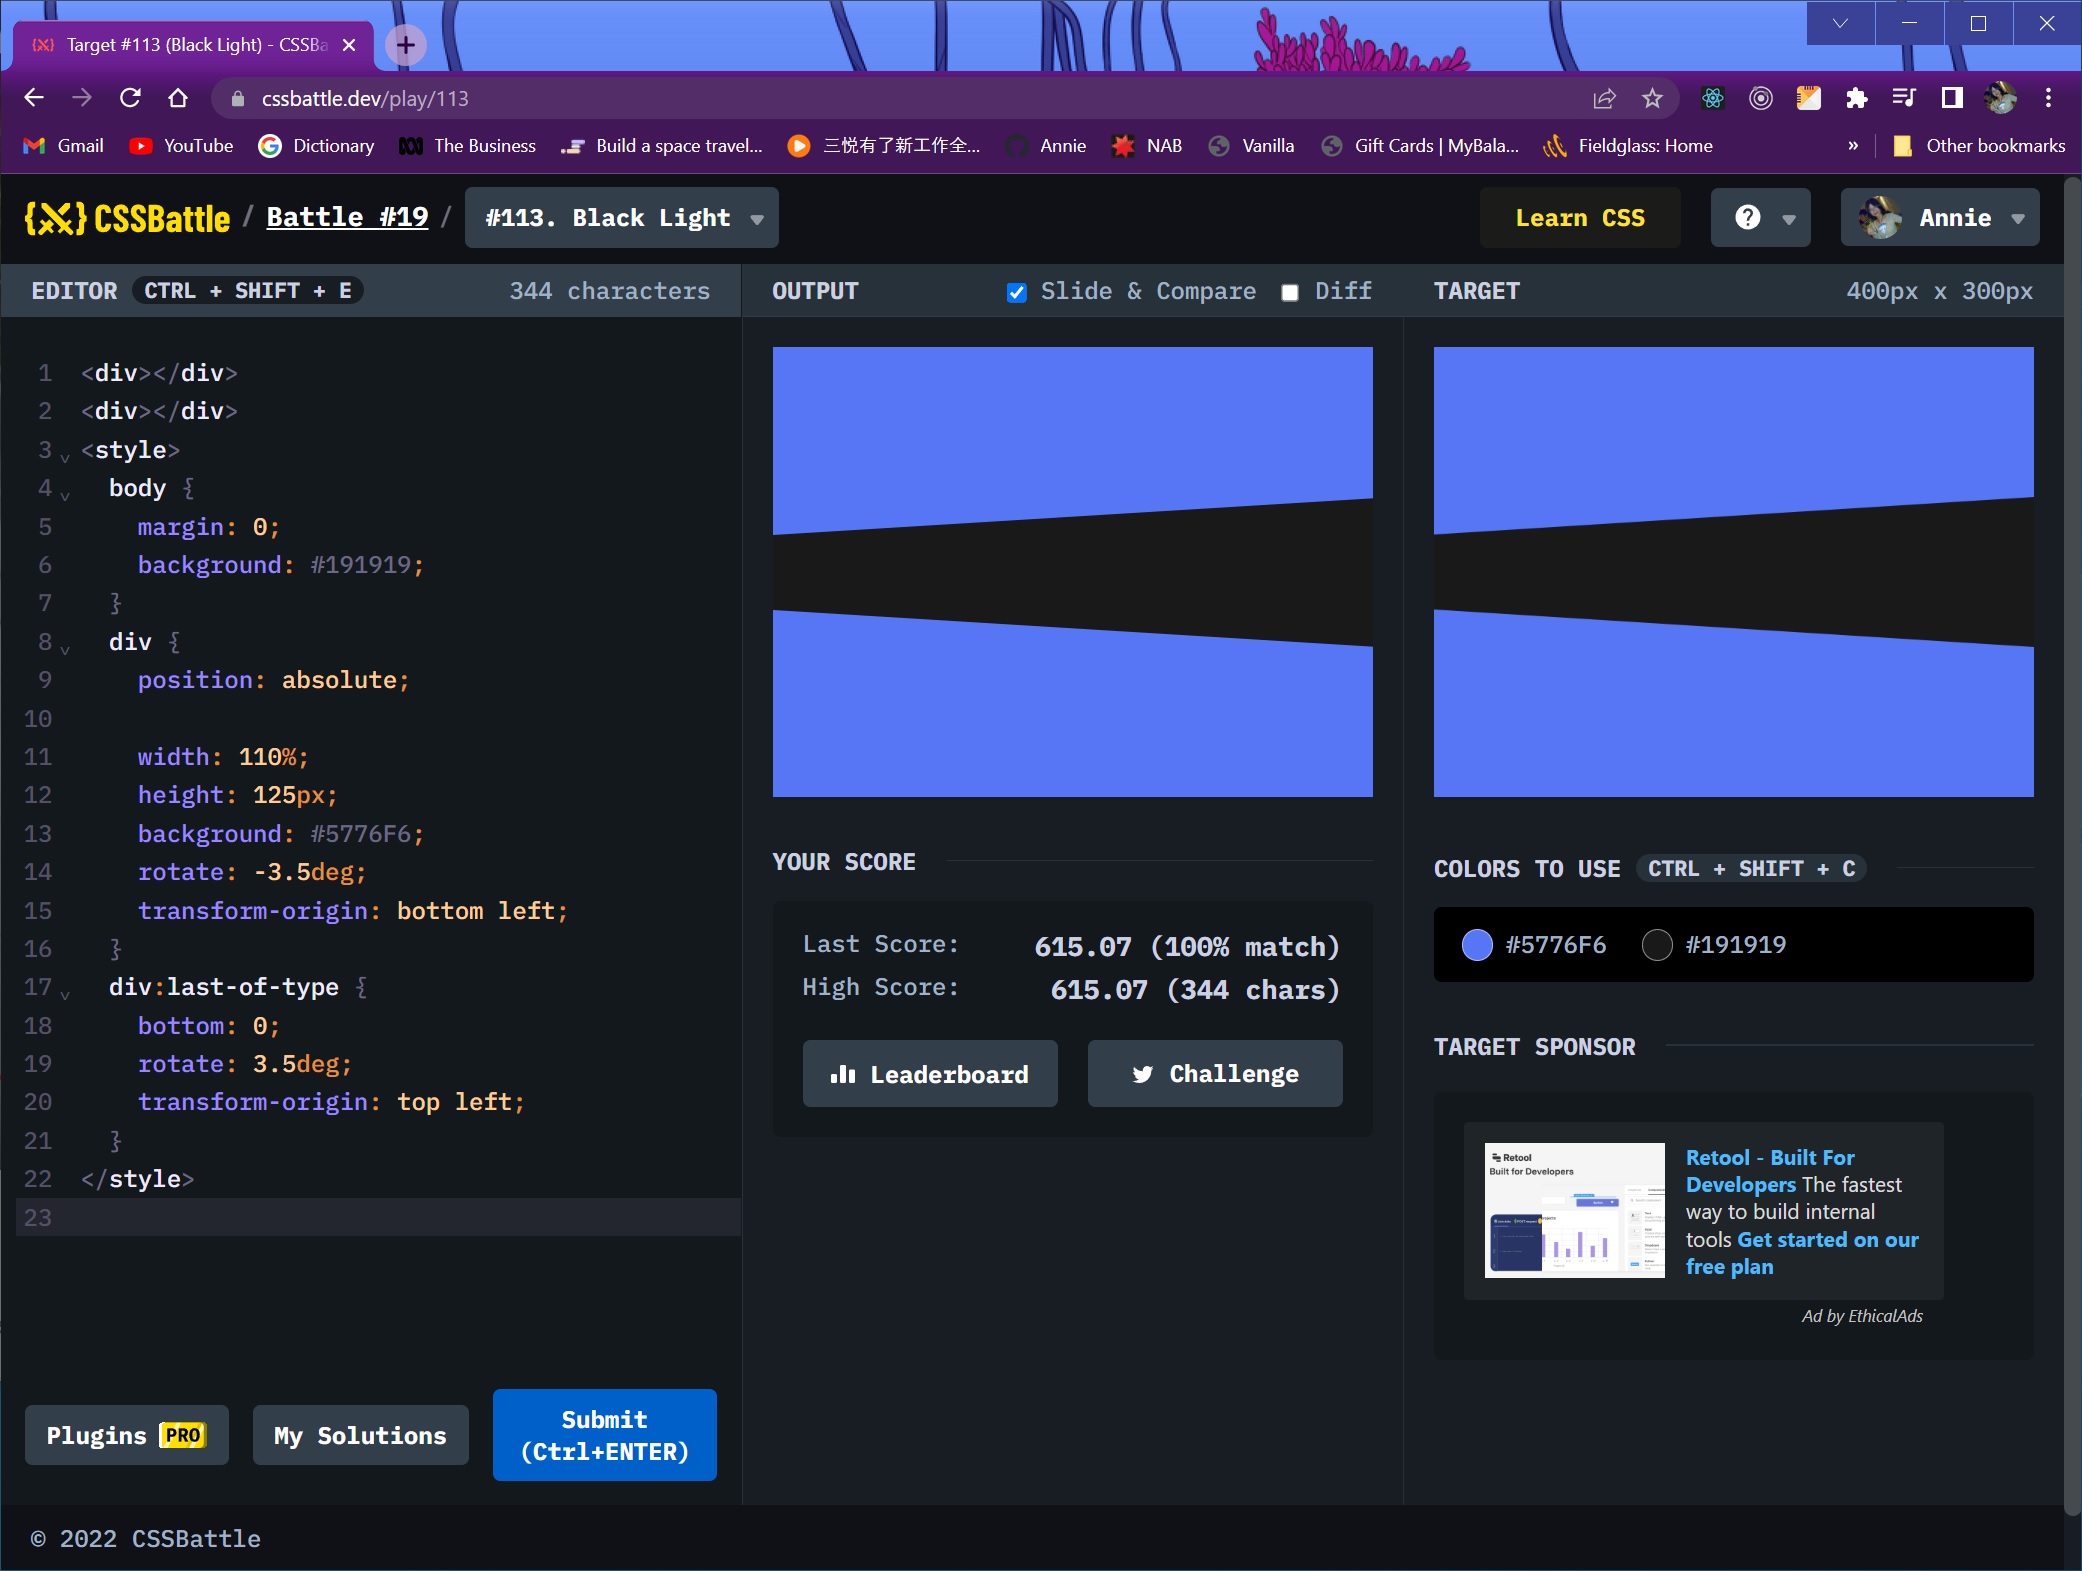 Target #113 (Black Light) - CSSBa
cssbattle.dev/play/113
Gmail YouTube Dictionary The Business Build a space travel... 三悦有了新工作全... Annie NAB Vanilla Gift Cards | MyBala... Fieldglass: Home » Other bookmarks
{X} CSSBattle / Battle #19 / #113. Black Light Learn CSS ? Annie
EDITOR CTRL + SHIFT + E 344 characters
OUTPUT Slide & Compare Diff
TARGET 400px x 300px
1 <div></div>
2 <div></div>
3 <style>
4 body {
5 margin: 0;
6 background: #191919;
7 }
8 div {
9 position: absolute;
10
11 width: 110%;
12 height: 125px;
13 background: #5776F6;
14 rotate: -3.5deg;
15 transform-origin: bottom left;
16 }
17 div:last-of-type {
18 bottom: 0;
19 rotate: 3.5deg;
20 transform-origin: top left;
21 }
22 </style>
23
Plugins PRO
My Solutions
Submit
(Ctrl+ENTER)
YOUR SCORE
Last Score: 615.07 (100% match)
High Score: 615.07 (344 chars)
Leaderboard
Challenge
COLORS TO USE CTRL + SHIFT + C
#5776F6 #191919
TARGET SPONSOR
Retool
Built for Developers
Retool - Built For
Developers The fastest
way to build internal
tools Get started on our
free plan
Ad by EthicalAds
© 2022 CSSBattle